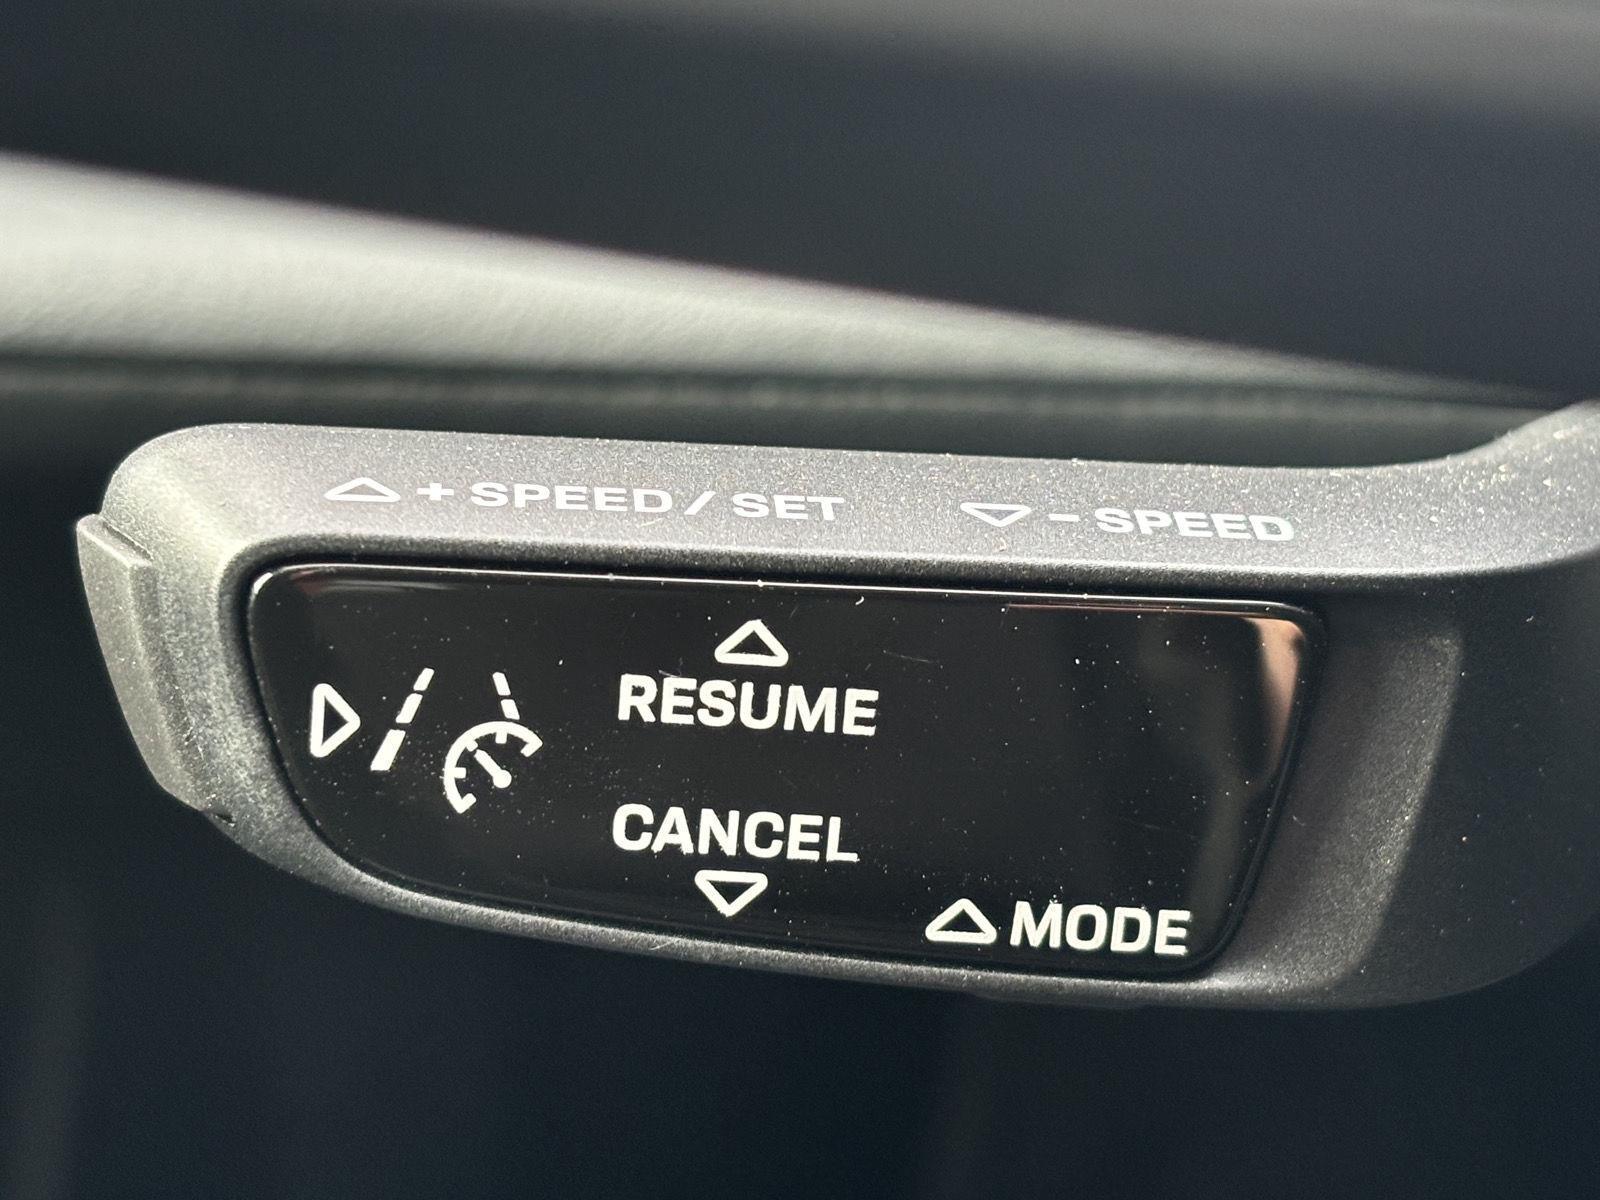 + SPEED / SET
- SPEED
RESUME
CANCEL
MODE